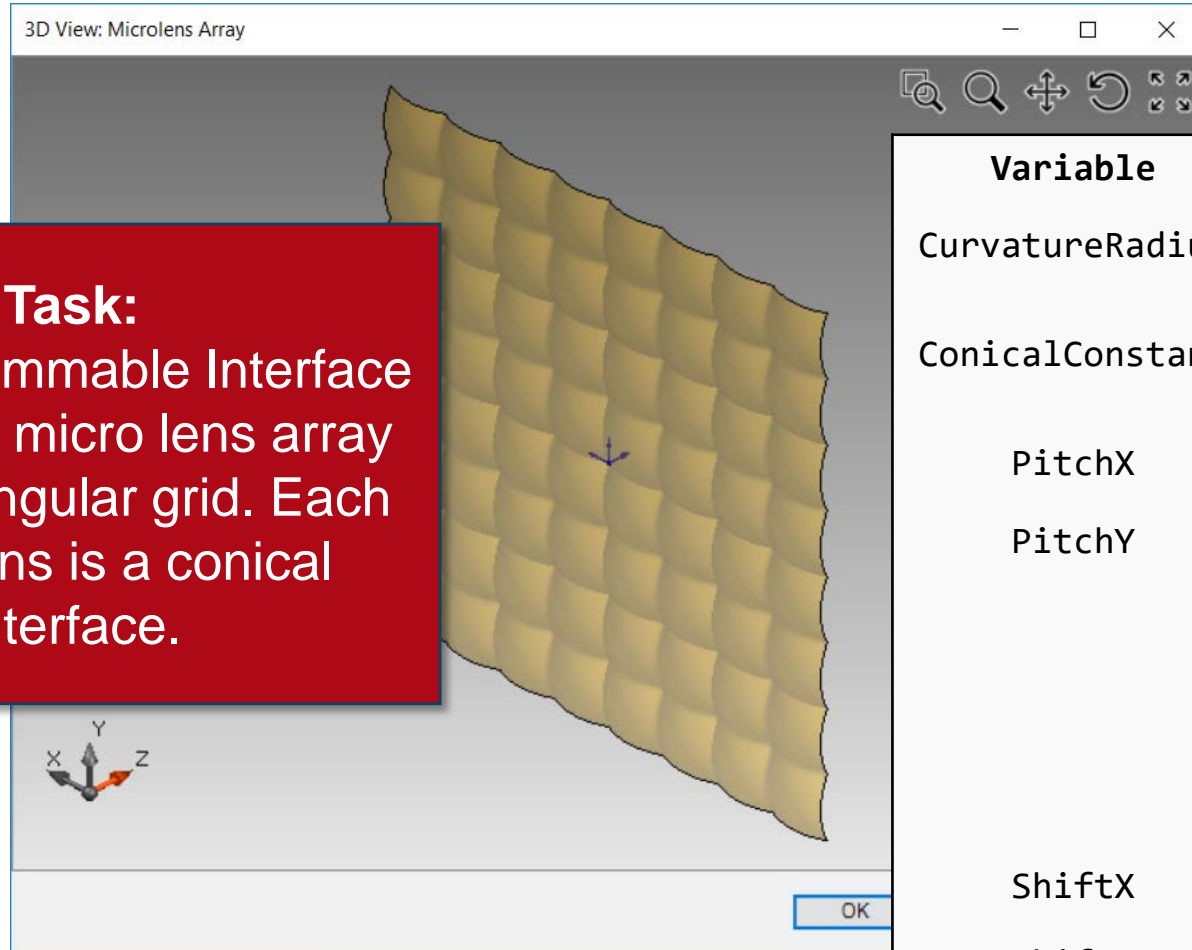 3D View: Microlens Array
Variable
CurvatureRadiu
ConicalConstan
PitchX
PitchY
ShiftX
Task:
mmable Interface
micro lens array
ngular grid. Each
ns is a conical
terface.
Y
X
Z
OK